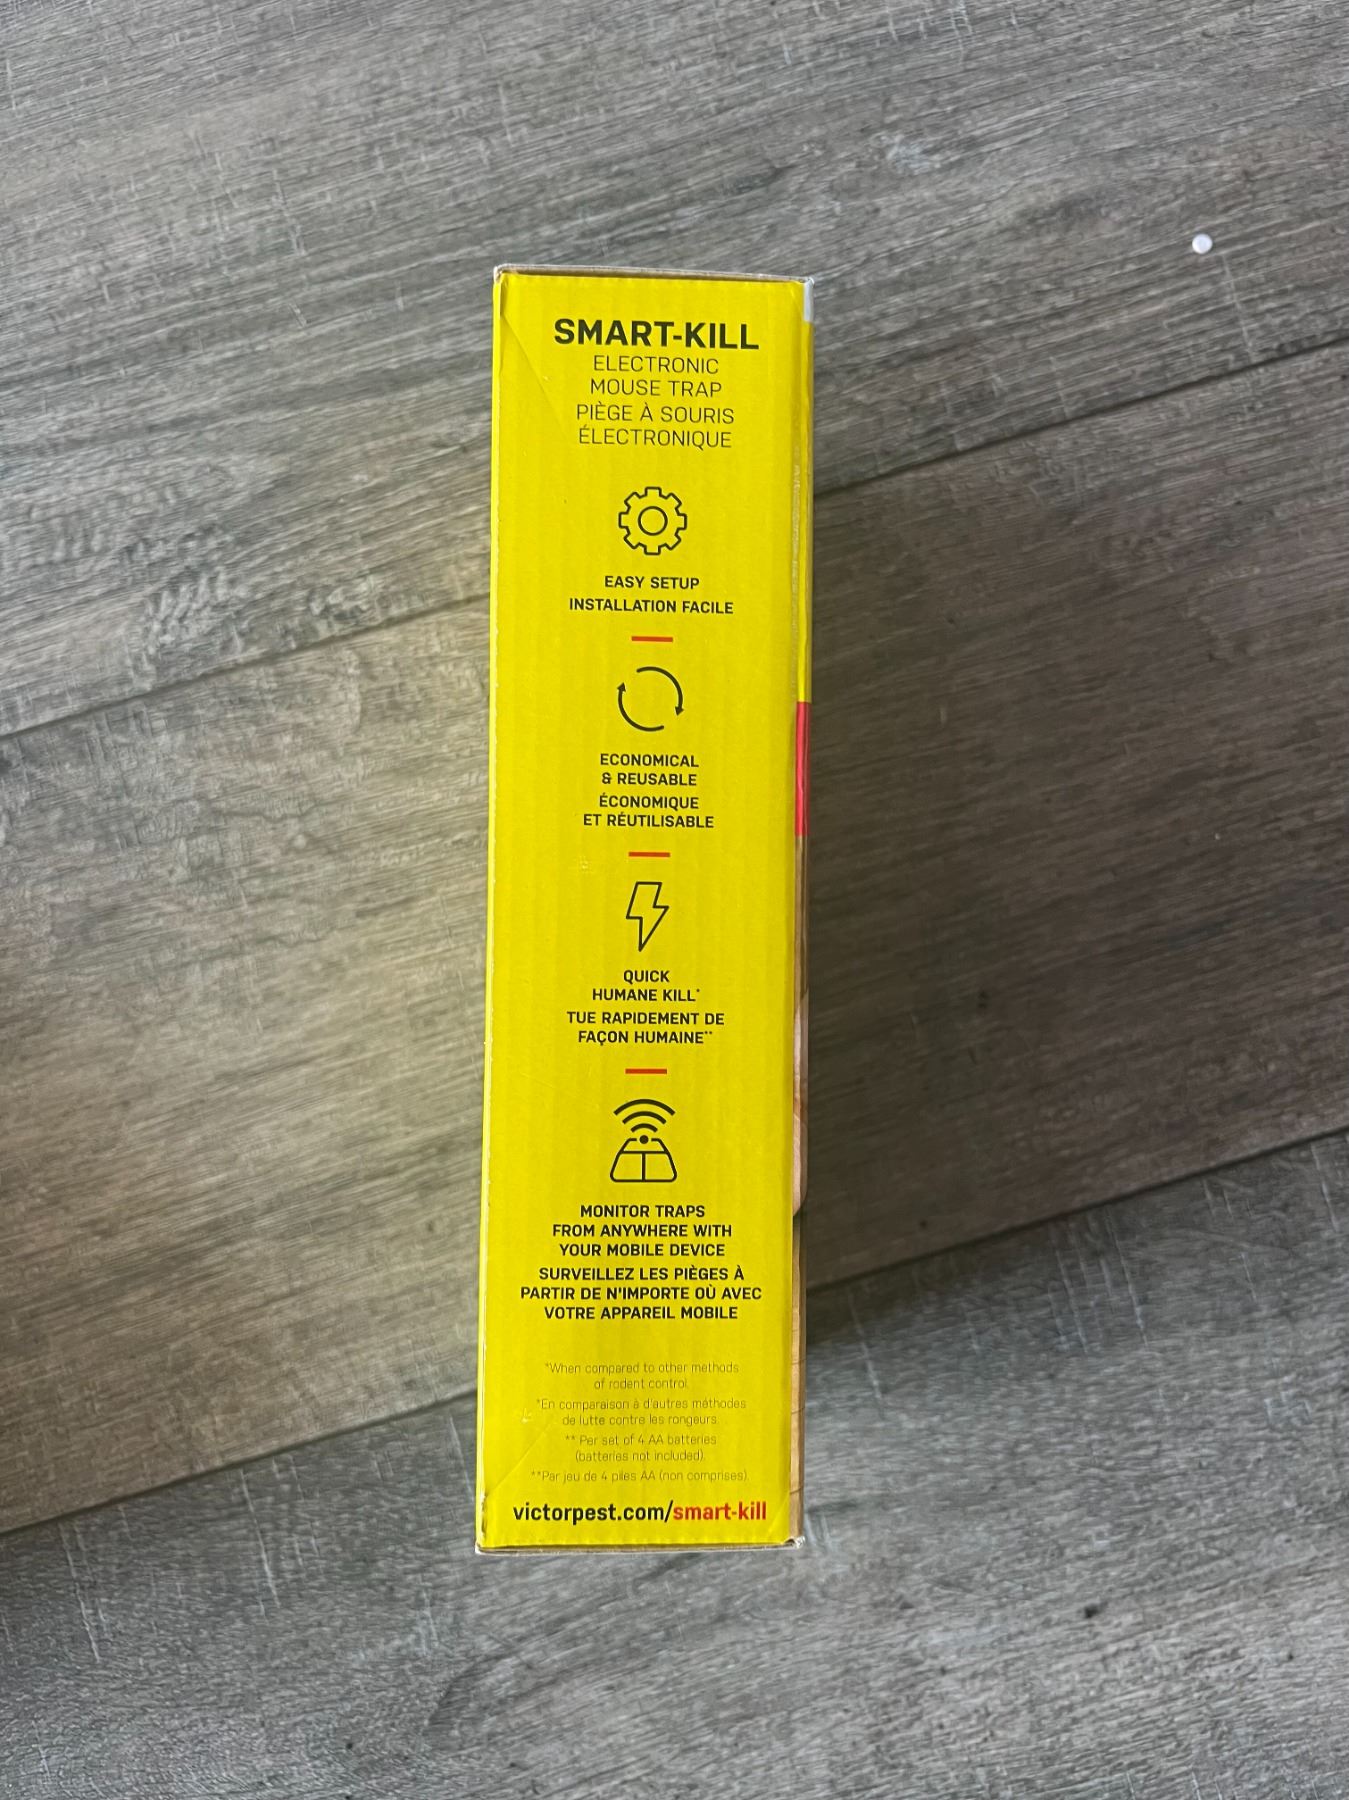 SMART-KILL
ELECTRONIC
MOUSE TRAP
PIÈGE À SOURIS
ÉLECTRONIQUE
EASY SETUP
INSTALLATION FACILE
ECONOMICAL
& REUSABLE
ÉCONOMIQUE
ET RÉUTILISABLE
QUICK
HUMANE KILL*
TUE RAPIDEMENT DE
FAÇON HUMAINE**
MONITOR TRAPS
FROM ANYWHERE WITH
YOUR MOBILE DEVICE
SURVEILLEZ LES PIÈGES À
PARTIR DE N'IMPORTE OÙ AVEC
VOTRE APPAREIL MOBILE
*When compared to other methods
of rodent control.
*En comparaison à d'autres méthodes
de lutte contre les rongeurs.
** Per set of 4 AA batteries
(batteries not included).
**Par jeu de 4 piles AA (non comprises).
victorpest.com/smart-kill